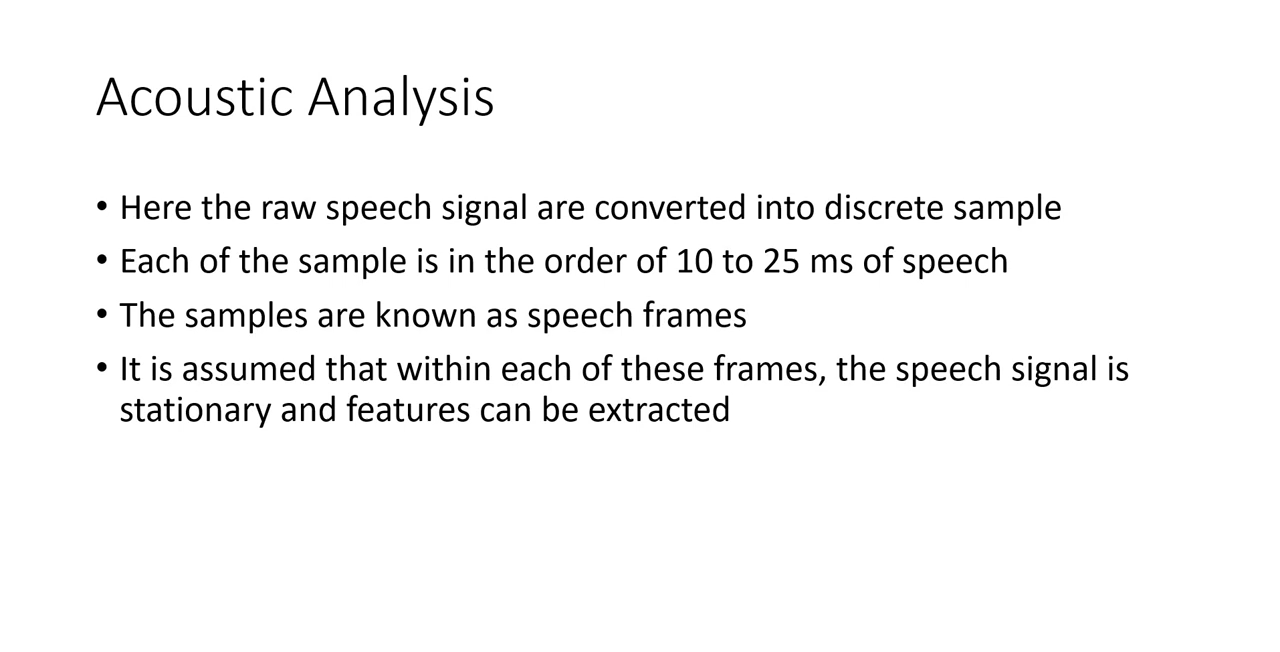 Acoustic Analysis
• Here the raw speech signal are converted into discrete sample
• Each of the sample is in the order of 10 to 25 ms of speech
• The samples are known as speech frames
• It is assumed that within each of these frames, the speech signal is
stationary and features can be extracted